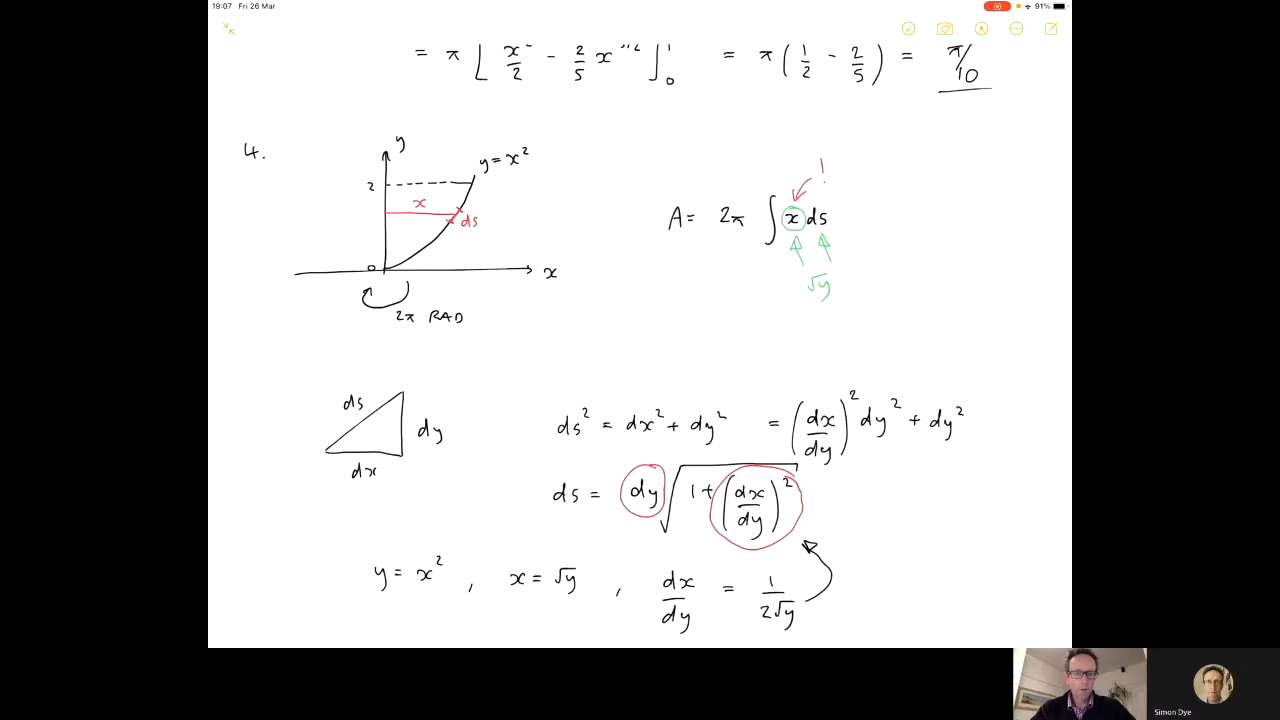 19:07 Fri 26 Mar 91%
= π [ x²/2 − 2/5 x^5/2 ]₀¹ = π ( 1/2 − 2/5 ) = π/10
4.
y
y = x²
2
x
ds
0
x
2π RAD
!
A = 2π ∫ x ds
√y
ds
dy
dx
ds² = dx² + dy² = (dx/dy)² dy² + dy²
ds = dy √(1 + (dx/dy)²)
y = x² , x = √y , dx/dy = 1/(2√y)
Simon Dye